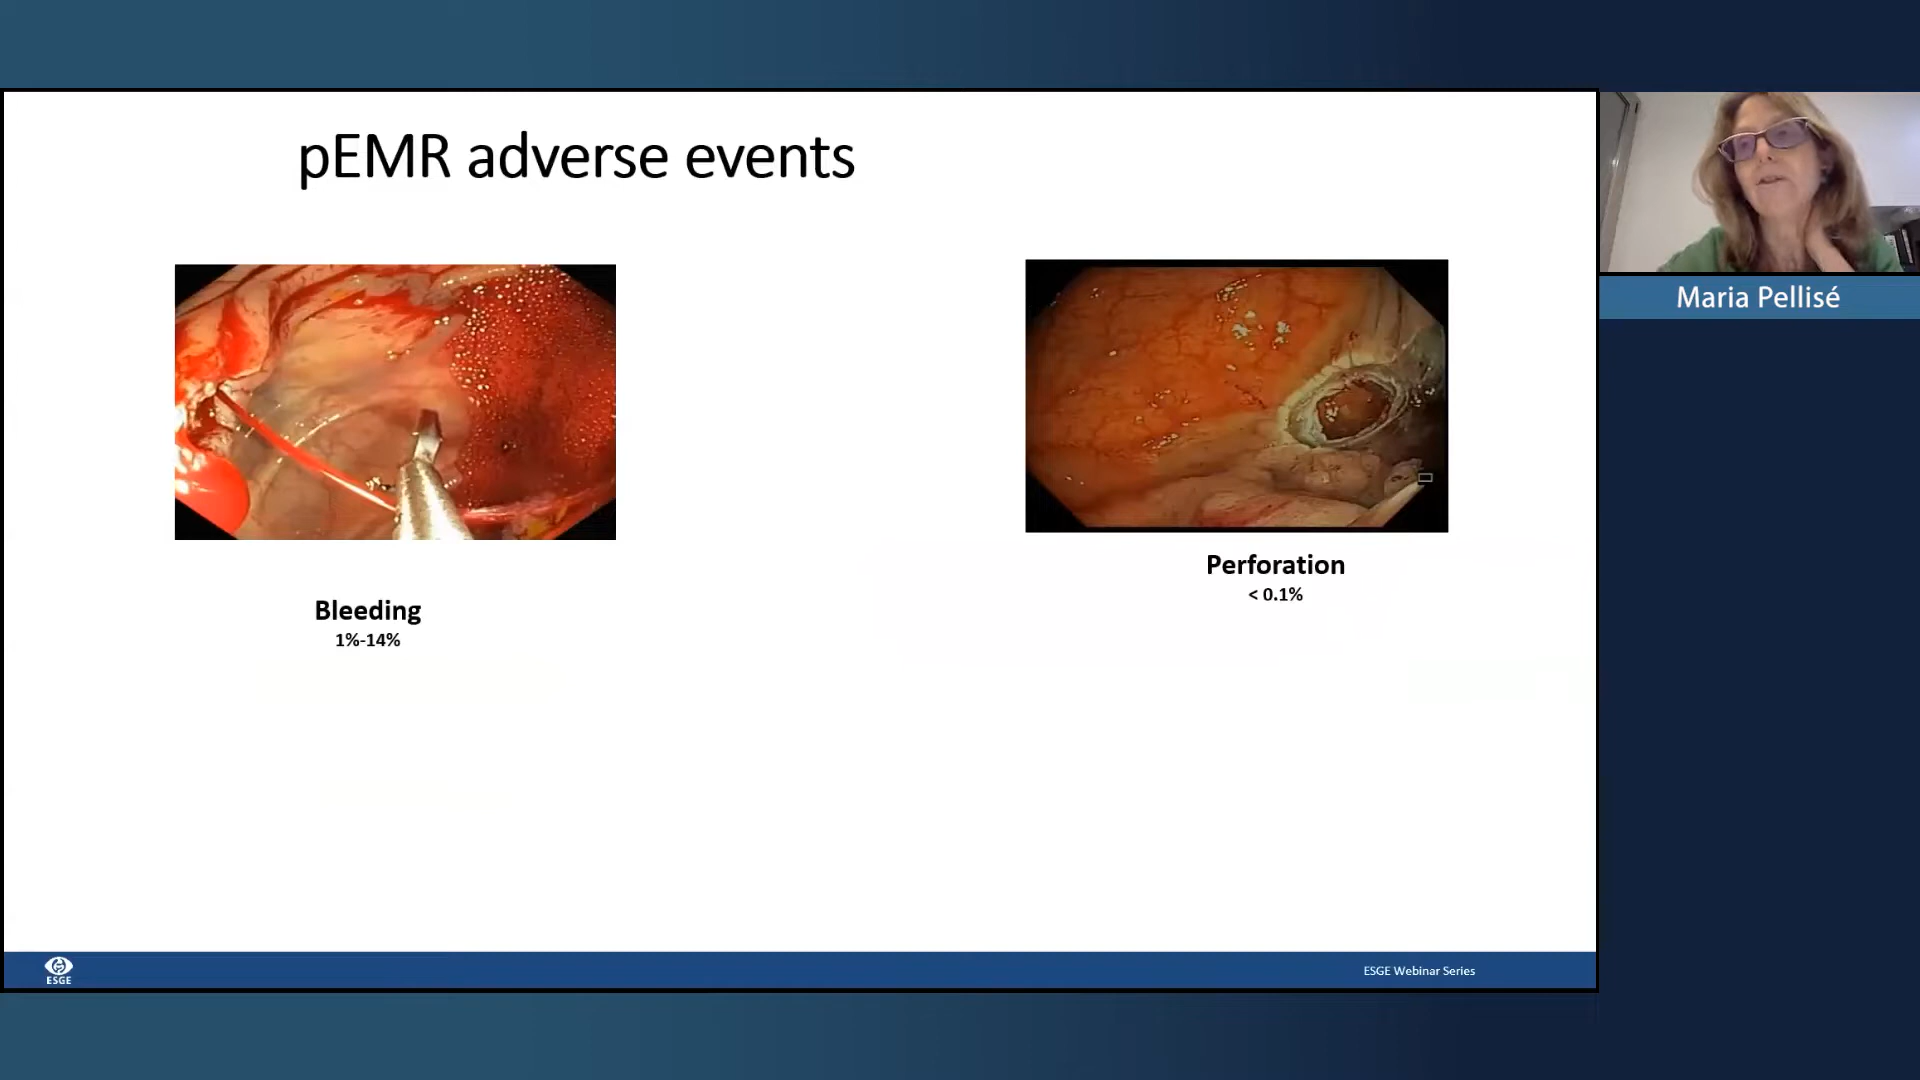 pEMR adverse events
Maria Pellisé
Bleeding
1%-14%
Perforation
< 0.1%
ESGE
ESGE Webinar Series